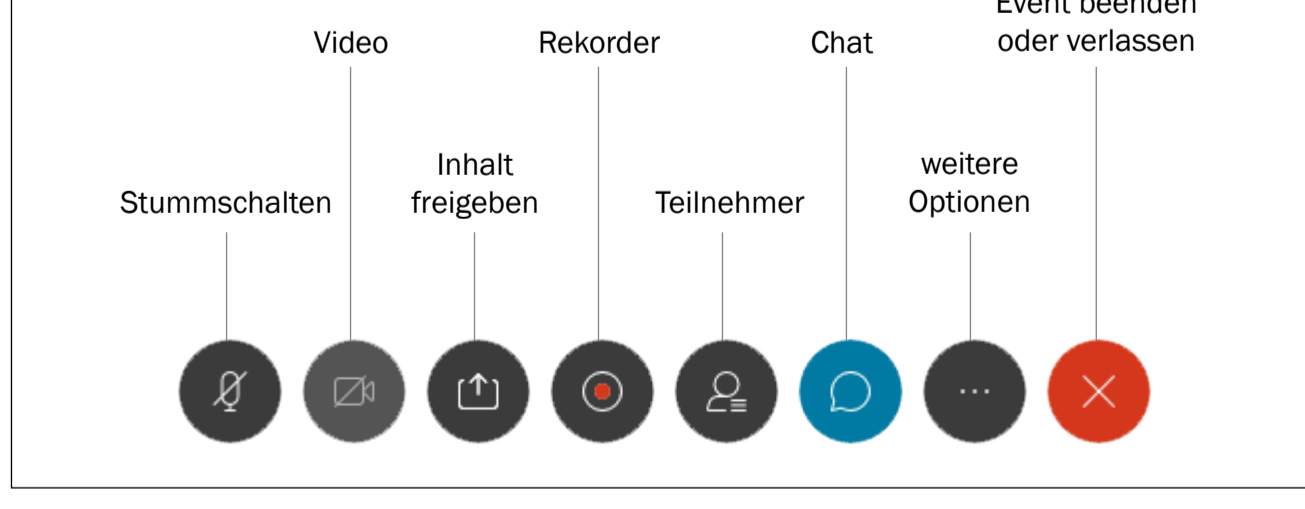 Event beenden
oder verlassen
Video
Rekorder
Chat
Inhalt
freigeben
weitere
Optionen
Stummschalten
Teilnehmer